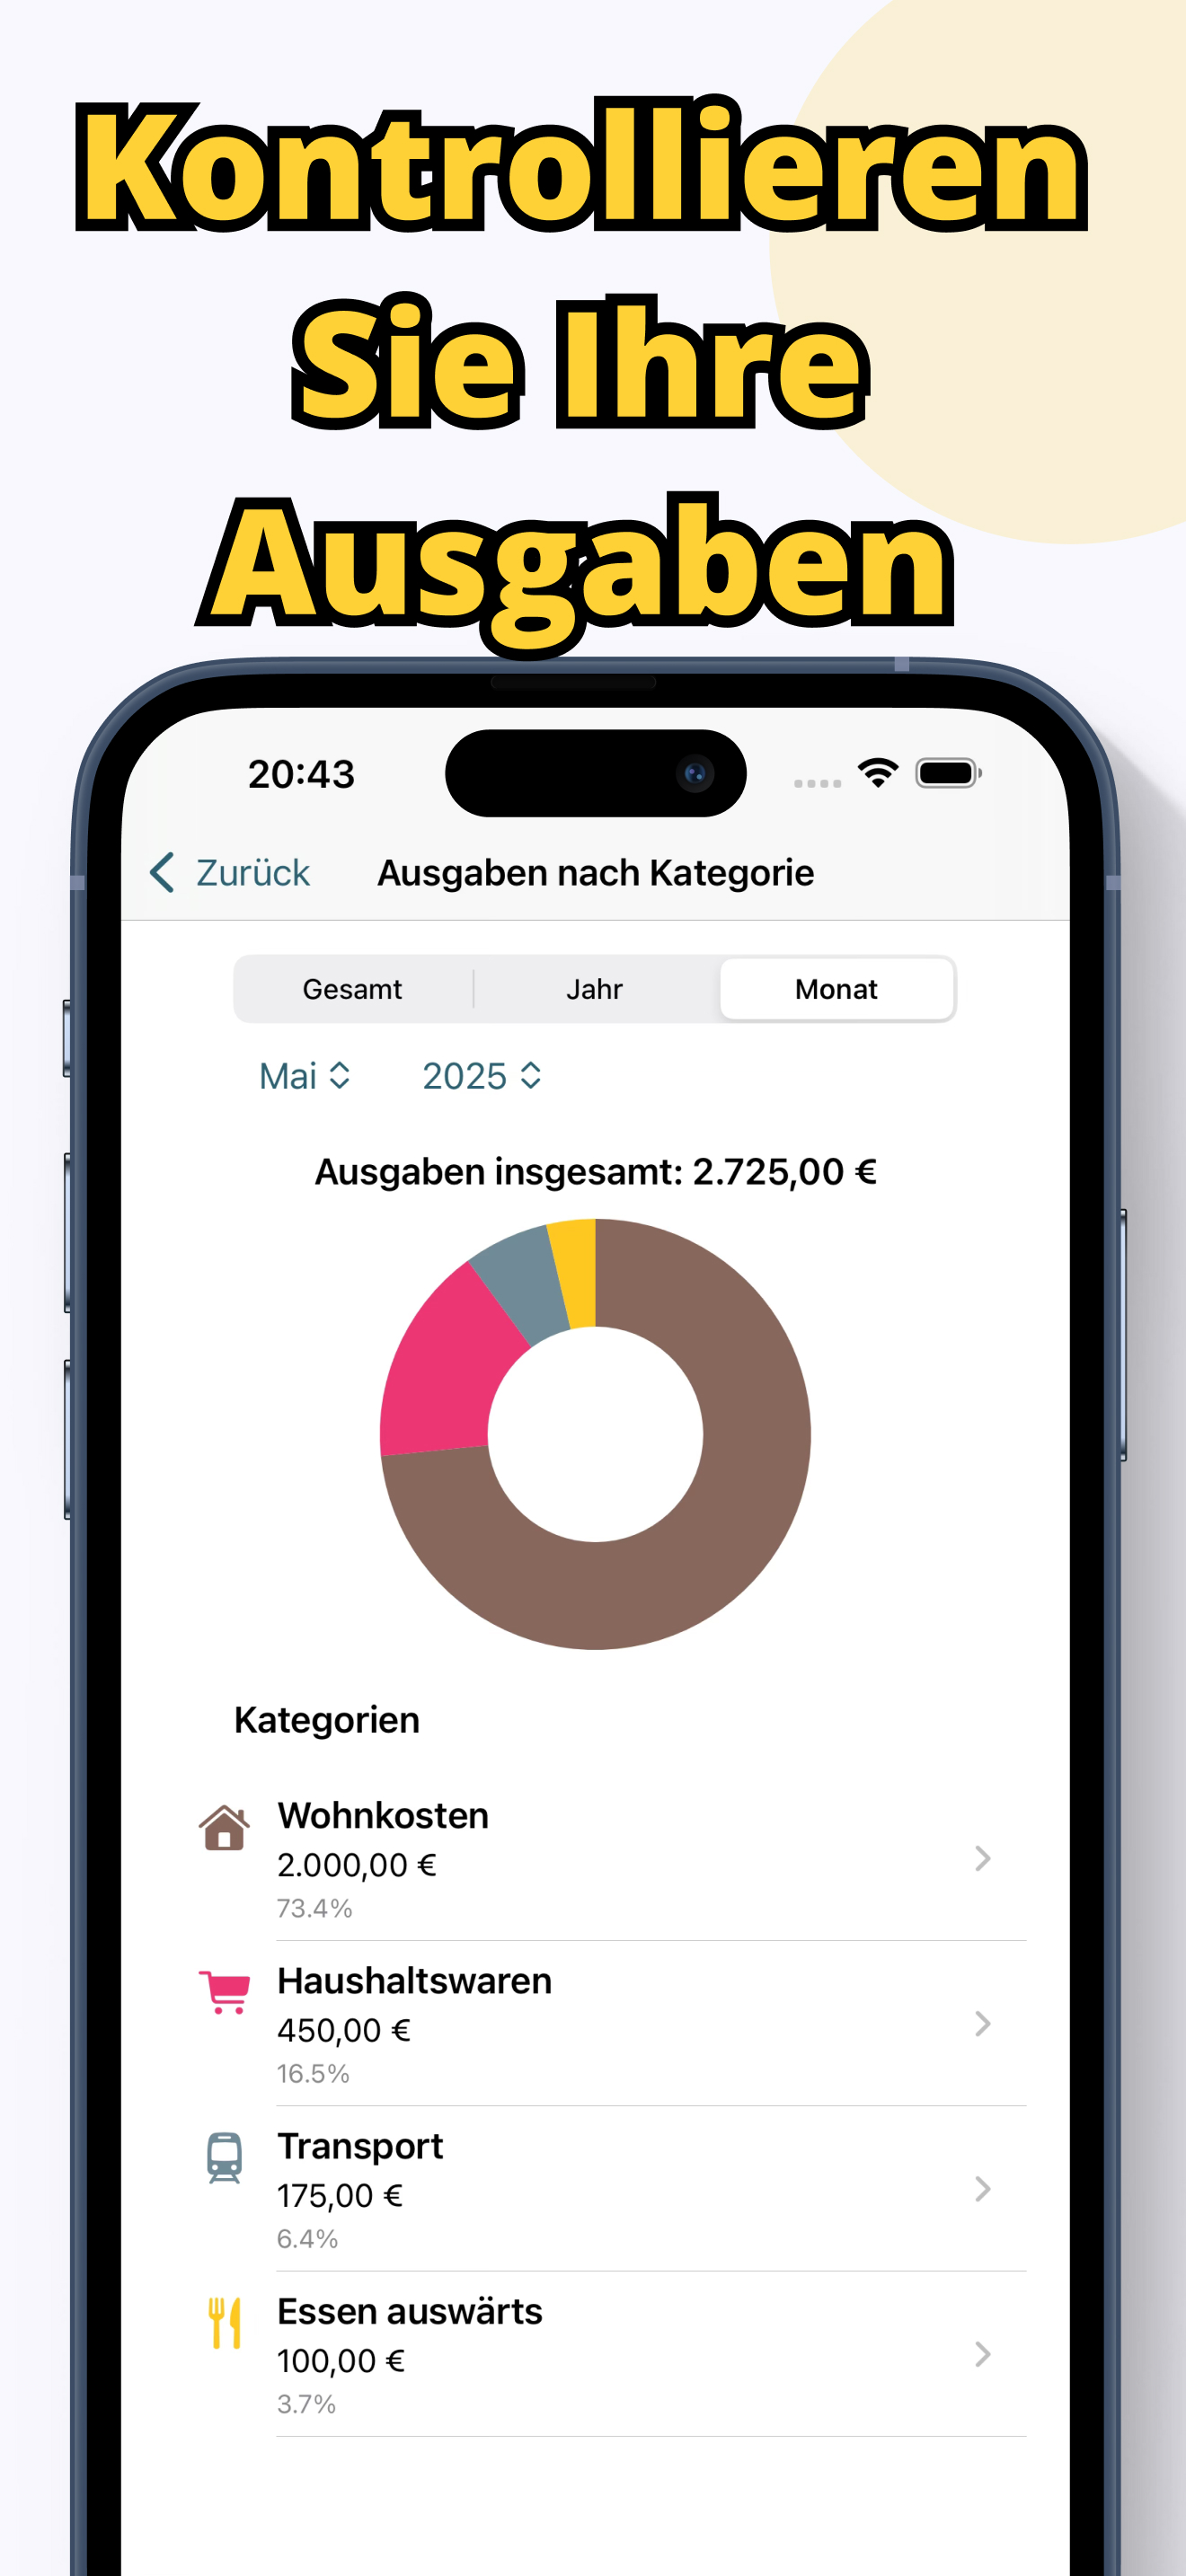 Kontrollieren
Sie Ihre
Ausgaben
20:43
Zurück Ausgaben nach Kategorie
Gesamt Jahr Monat
Mai 2025
Ausgaben insgesamt: 2.725,00 €
Kategorien
Wohnkosten
2.000,00 €
73.4%
Haushaltswaren
450,00 €
16.5%
Transport
175,00 €
6.4%
Essen auswärts
100,00 €
3.7%